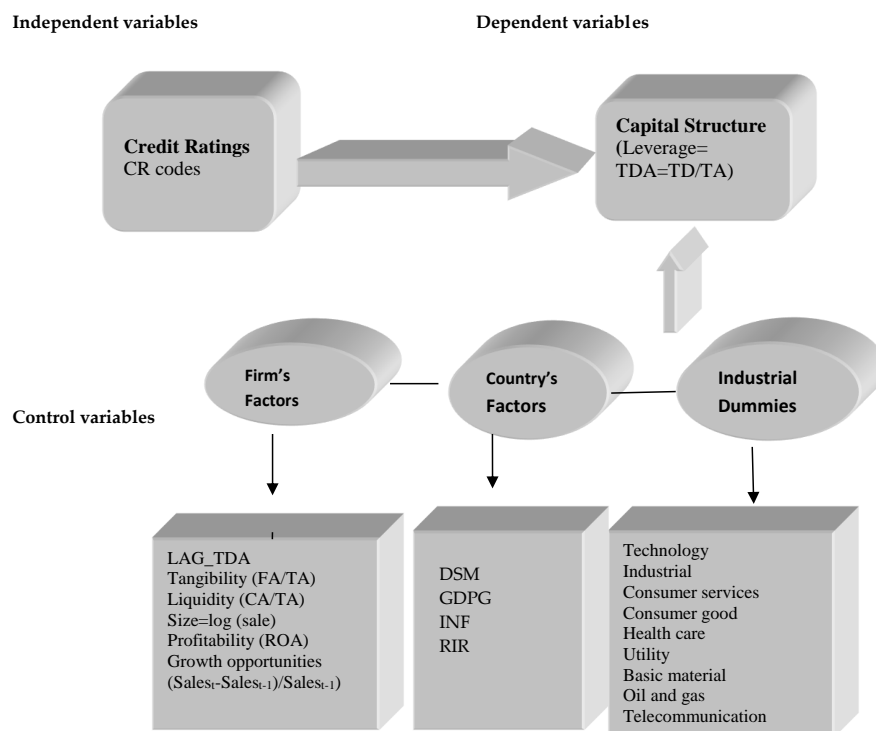 Independent variables
Dependent variables
Credit Ratings
CR codes
Capital Structure
(Leverage=
TDA=TD/TA)
Firm's
Factors
Country's
Factors
Industrial
Dummies
Control variables
LAG_TDA
Tangibility (FA/TA)
Liquidity (CA/TA)
Size=log (sale)
Profitability (ROA)
Growth opportunities
(Salest-Salest-1)/Salest-1)
DSM
GDPG
INF
RIR
Technology
Industrial
Consumer services
Consumer good
Health care
Utility
Basic material
Oil and gas
Telecommunication